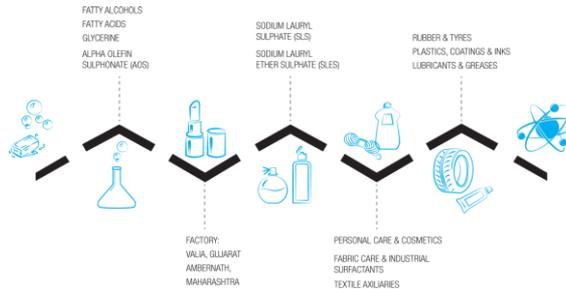 FATTY ALCOHOLS
FATTY ACIDS
GLYCERINE
ALPHA OLEFIN
SULPHONATE (AOS)
SODIUM LAURYL
SULPHATE (SLS)
SODIUM LAURYL
ETHER SULPHATE (SLES)
RUBBER & TYRES
PLASTICS, COATINGS & INKS
LUBRICANTS & GREASES
FACTORY:
VALIA, GUJARAT
AMBERNATH,
MAHARASHTRA
PERSONAL CARE & COSMETICS
FABRIC CARE & INDUSTRIAL
SURFACTANTS
TEXTILE AXILIARIES